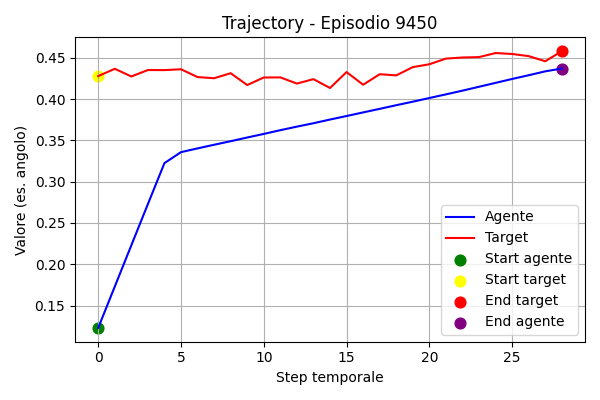 Trajectory - Episodio 9450
Valore (es. angolo)
0.45
0.40
0.35
0.30
0.25
0.20
0.15
0 5 10 15 20 25
Step temporale
Agente
Target
Start agente
Start target
End target
End agente